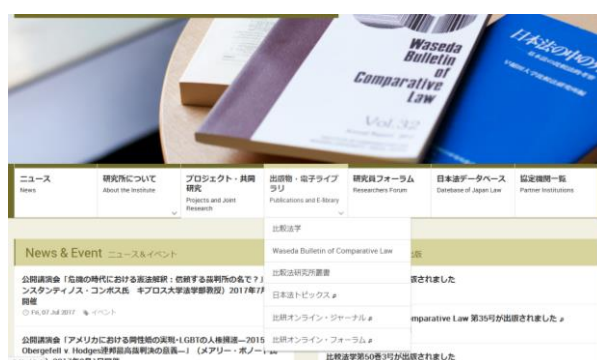 Waseda
Bulletin
of
Comparative
Law
Vol.32
日本法の中の
ニュース
News
研究所について
About the Institute
プロジェクト・共同
研究
Projects and Joint
Research
出版物・電子ライブ
ラリ
Publications and E-library
研究員フォーラム
Researchers Forum
日本法データベース
Datebase of Japan Law
協定機関一覧
Partner Institutions
比較法学
Waseda Bulletin of Comparative Law
比較法研究所叢書
日本法トピックス
比研オンライン・ジャーナル
比研オンライン・フォーラム
News & Event ニュース&イベント
公開講演会「危機の時代における憲法解釈：信頼する裁判所の名で？」
ンスタンティノス・コンボス氏 キプロス大学法学部教授）2017年7月
開催
Fri, 07 Jul 2017 イベント
公開講演会「アメリカにおける同性婚の実現・LGBTの人権擁護—2015
Obergefell v. Hodges連邦最高裁判決の意義—」（メアリー・ボノート氏
版されました
mparative Law 第35号が出版されました
比較法学第50巻3号が出版されました